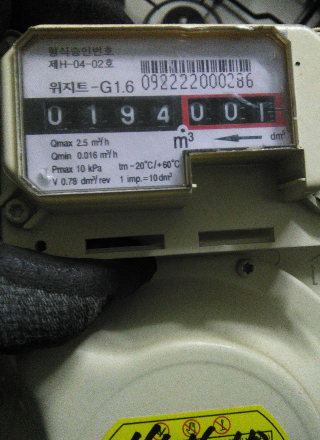 형식승인번호
제H-04-02호
위지트-G1.6 092222000286
0194 001
m³ dm³
Qmax 2.5 m³/h
Qmin 0.016 m³/h
Pmax 10 kPa tm -20°C/+60°C
V 0.78 dm³/rev 1 imp.=10dm³